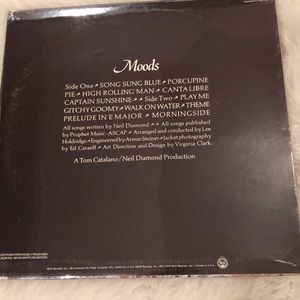 Moods
Side One • SONG SUNG BLUE • PORCUPINE
PIE • HIGH ROLLING MAN • CANTA LIBRE
CAPTAIN SUNSHINE • • Side Two • PLAY ME
GITCHY GOOMY • WALK ON WATER • THEME
PRELUDE IN E MAJOR • MORNINGSIDE
All songs written by Neil Diamond • All songs published
by Prophet Music - ASCAP • Arranged and conducted by Lee
Holdridge • Engineered by Armin Steiner • Jacket photography
by Ed Caraeff • Art Direction and Design by Virginia Clark.
A Tom Catalano/Neil Diamond Production